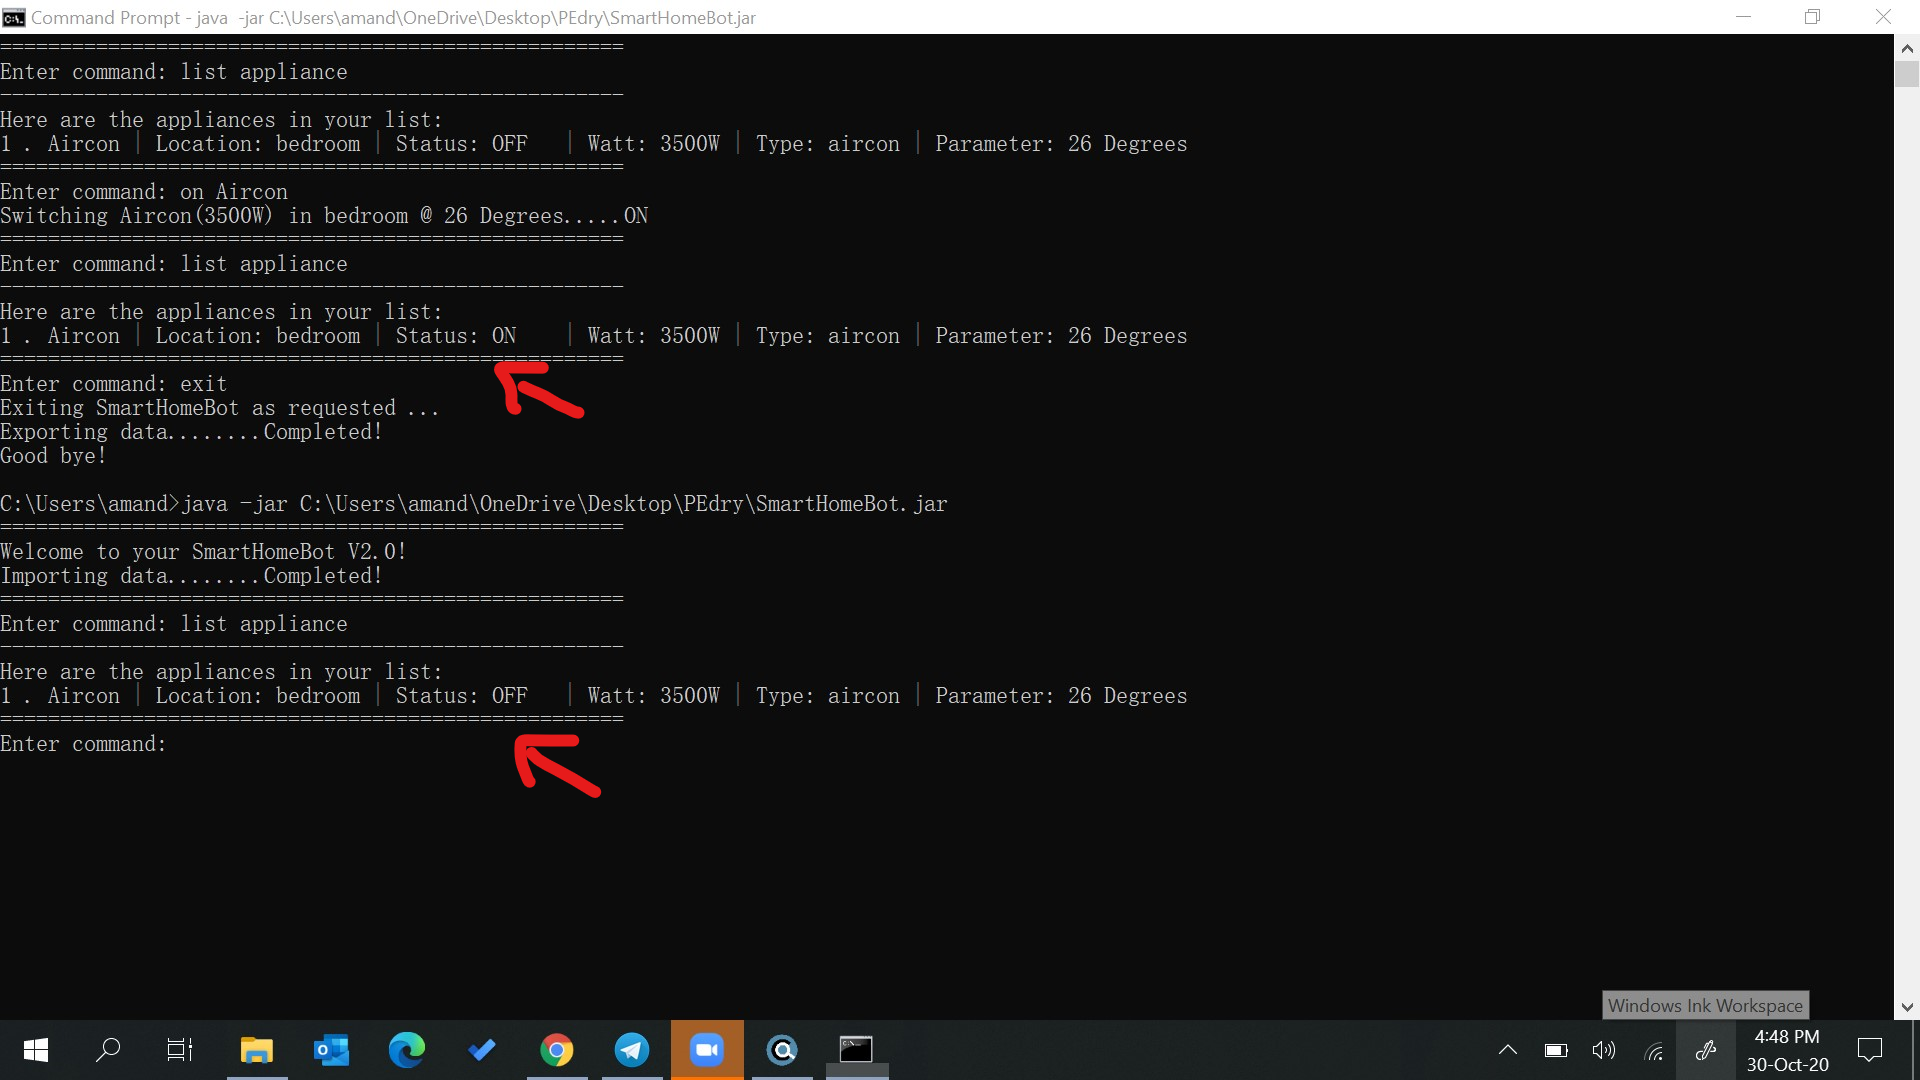 Command Prompt - java  -jar C:\Users\amand\OneDrive\Desktop\PEdry\SmartHomeBot.jar
====================================================
Enter command: list appliance
----------------------------------------------------
Here are the appliances in your list:
1 . Aircon | Location: bedroom | Status: OFF   | Watt: 3500W | Type: aircon | Parameter: 26 Degrees
====================================================
Enter command: on Aircon
Switching Aircon(3500W) in bedroom @ 26 Degrees.....ON
====================================================
Enter command: list appliance
----------------------------------------------------
Here are the appliances in your list:
1 . Aircon | Location: bedroom | Status: ON    | Watt: 3500W | Type: aircon | Parameter: 26 Degrees
====================================================
Enter command: exit
Exiting SmartHomeBot as requested ...
Exporting data........Completed!
Good bye!
C:\Users\amand>java -jar C:\Users\amand\OneDrive\Desktop\PEdry\SmartHomeBot.jar
====================================================
Welcome to your SmartHomeBot V2.0!
Importing data........Completed!
====================================================
Enter command: list appliance
----------------------------------------------------
Here are the appliances in your list:
1 . Aircon | Location: bedroom | Status: OFF   | Watt: 3500W | Type: aircon | Parameter: 26 Degrees
====================================================
Enter command:
Windows Ink Workspace
4:48 PM
30-Oct-20